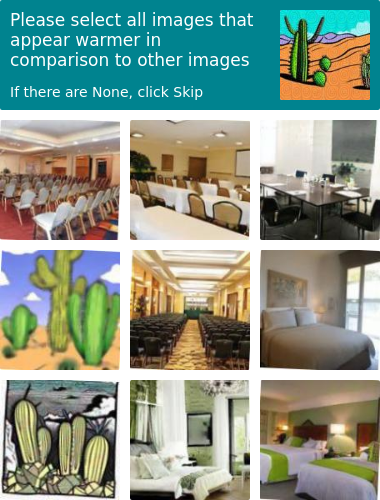 Please select all images that
appear warmer in
comparison to other images
If there are None, click Skip